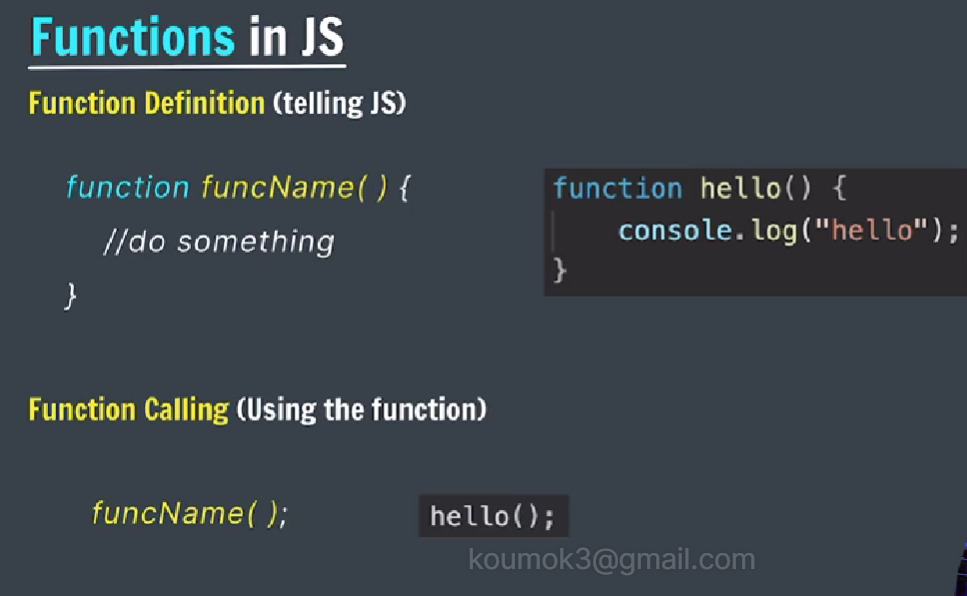 Functions in JS
Function Definition (telling JS)
function funcName( ) {
//do something
}
function hello() {
console.log("hello");
}
Function Calling (Using the function)
funcName( );
hello();
koumok3@gmail.com